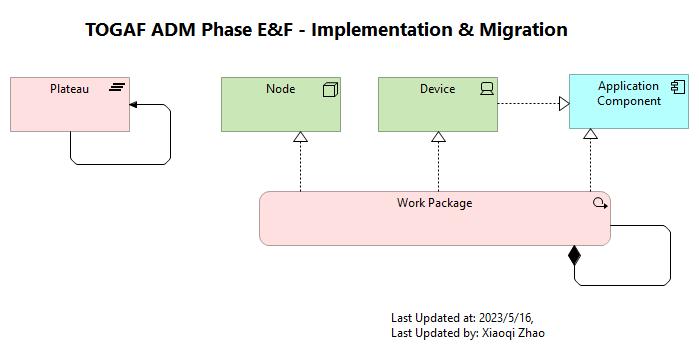 TOGAF ADM Phase E&F - Implementation & Migration
Plateau
Node
Device
Application
Component
Work Package
Last Updated at: 2023/5/16,
Last Updated by: Xiaoqi Zhao